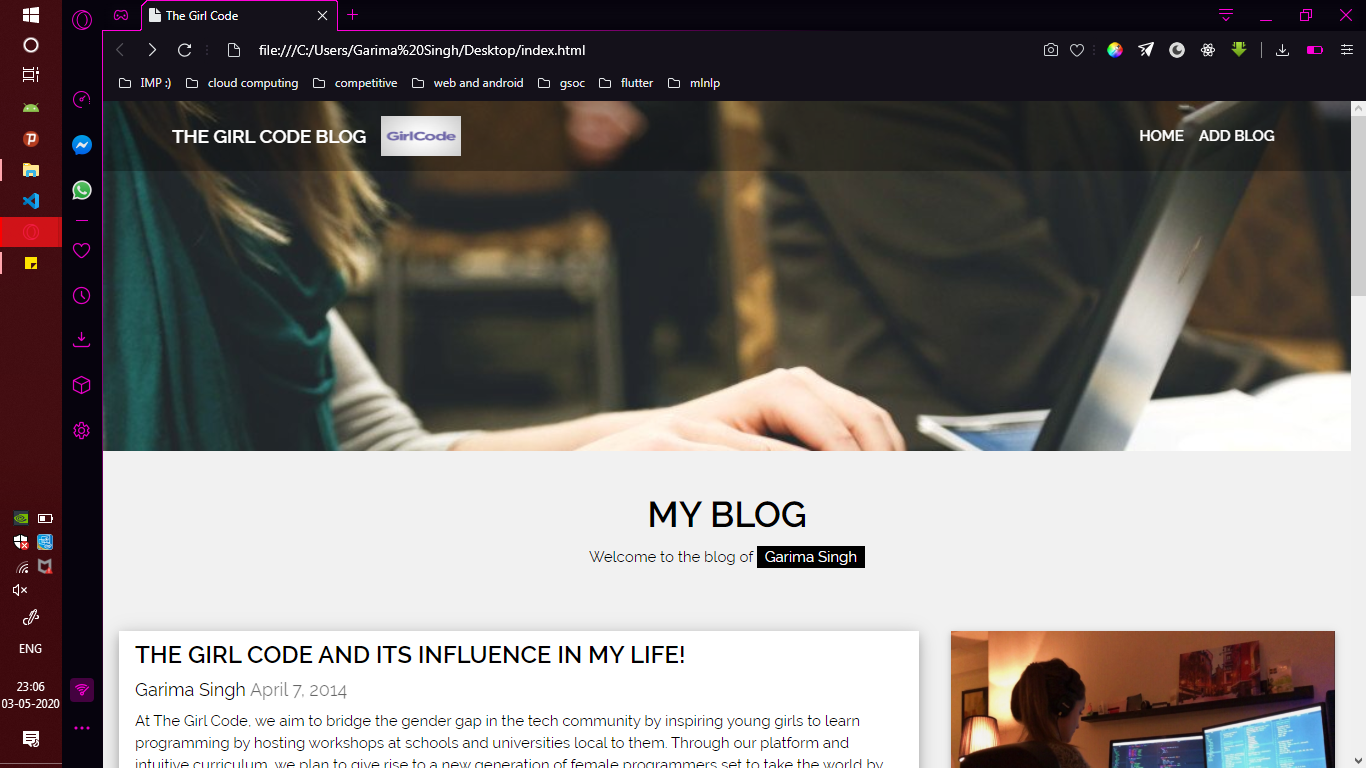 The Girl Code
file:///C:/Users/Garima%20Singh/Desktop/index.html
IMP :) cloud computing competitive web and android gsoc flutter mlnlp
THE GIRL CODE BLOG GirlCode HOME ADD BLOG
MY BLOG
Welcome to the blog of Garima Singh
THE GIRL CODE AND ITS INFLUENCE IN MY LIFE!
Garima Singh April 7, 2014
At The Girl Code, we aim to bridge the gender gap in the tech community by inspiring young girls to learn
programming by hosting workshops at schools and universities local to them. Through our platform and
intuitive curriculum, we plan to give rise to a new generation of female programmers set to take the world by
ENG
23:06
03-05-2020